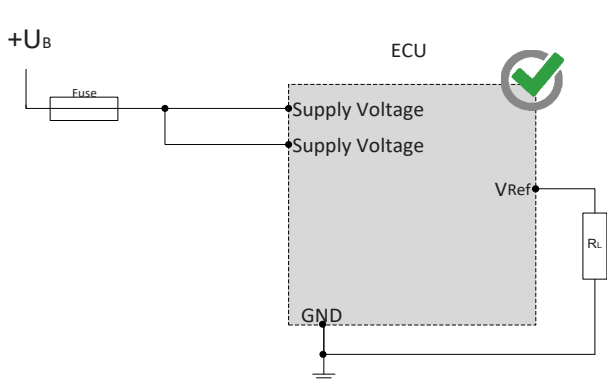 +UB
ECU
Fuse
Supply Voltage
Supply Voltage
VRef
RL
GND